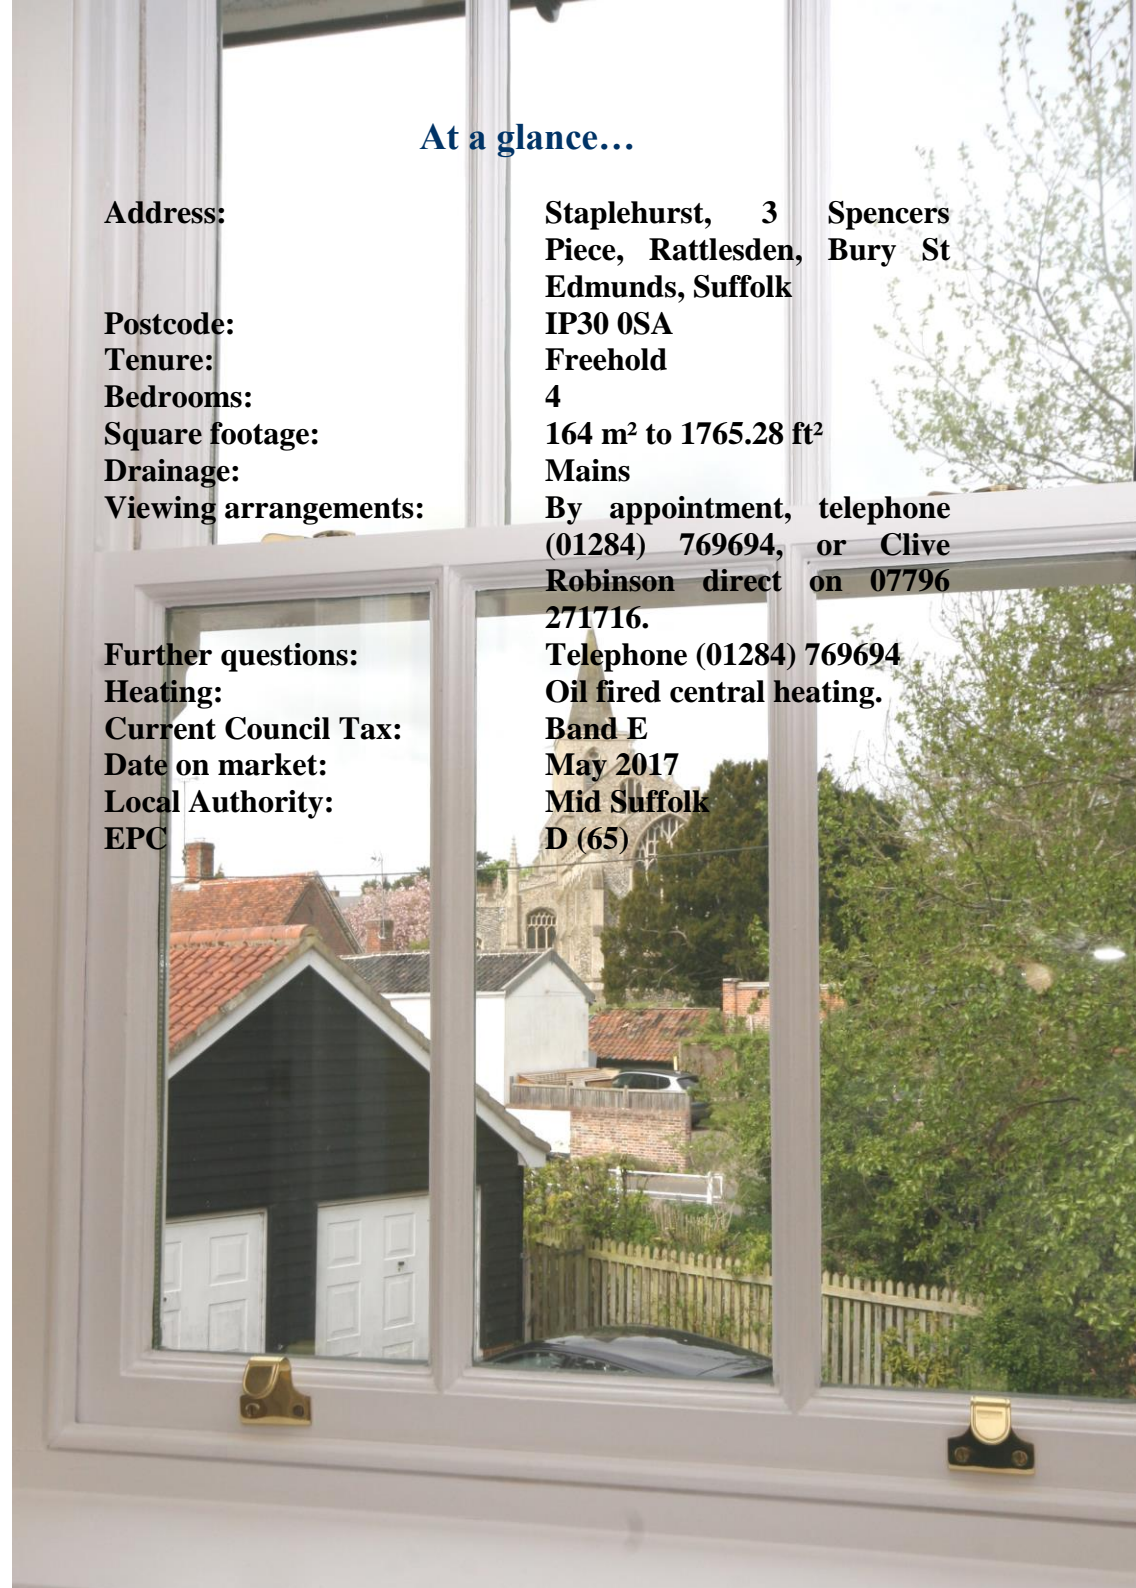 At a glance…
Address: Staplehurst, 3 Spencers
Piece, Rattlesden, Bury St
Edmunds, Suffolk
Postcode: IP30 0SA
Tenure: Freehold
Bedrooms: 4
Square footage: 164 m² to 1765.28 ft²
Drainage: Mains
Viewing arrangements: By appointment, telephone
(01284) 769694, or Clive
Robinson direct on 07796
271716.
Further questions: Telephone (01284) 769694
Heating: Oil fired central heating.
Current Council Tax: Band E
Date on market: May 2017
Local Authority: Mid Suffolk
EPC D (65)